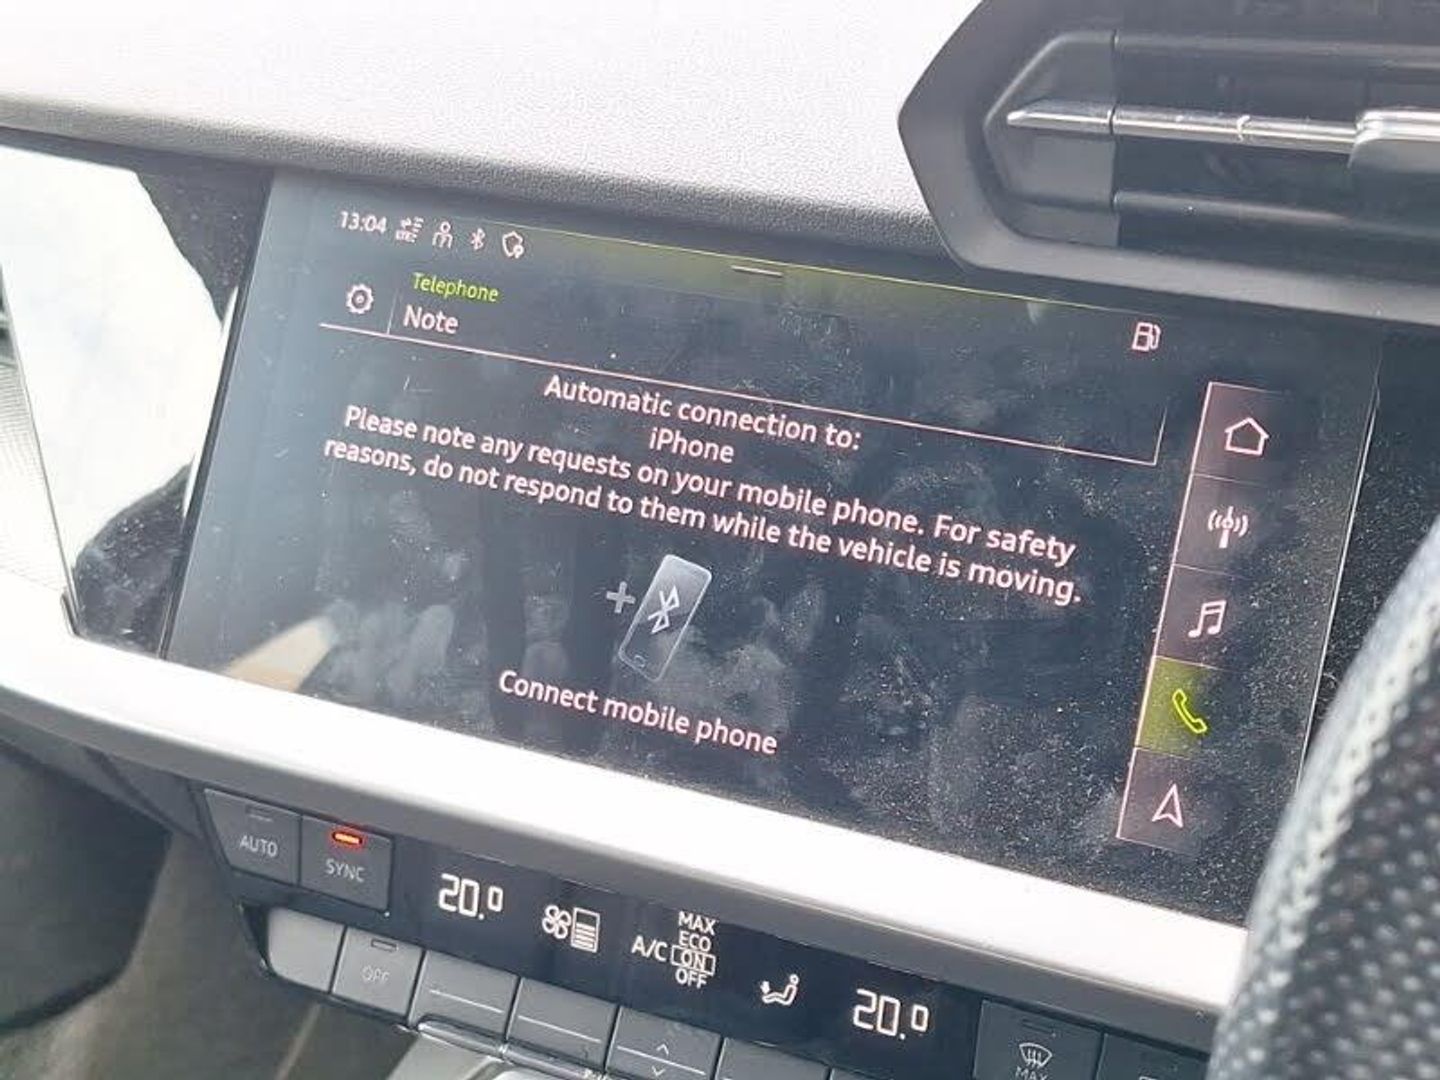 13:04
Telephone
Note
Automatic connection to:
iPhone
Please note any requests on your mobile phone. For safety
reasons, do not respond to them while the vehicle is moving.
Connect mobile phone
AUTO
SYNC
20.0
A/C
MAX
ECO
ON
OFF
20.0
OFF
MAX